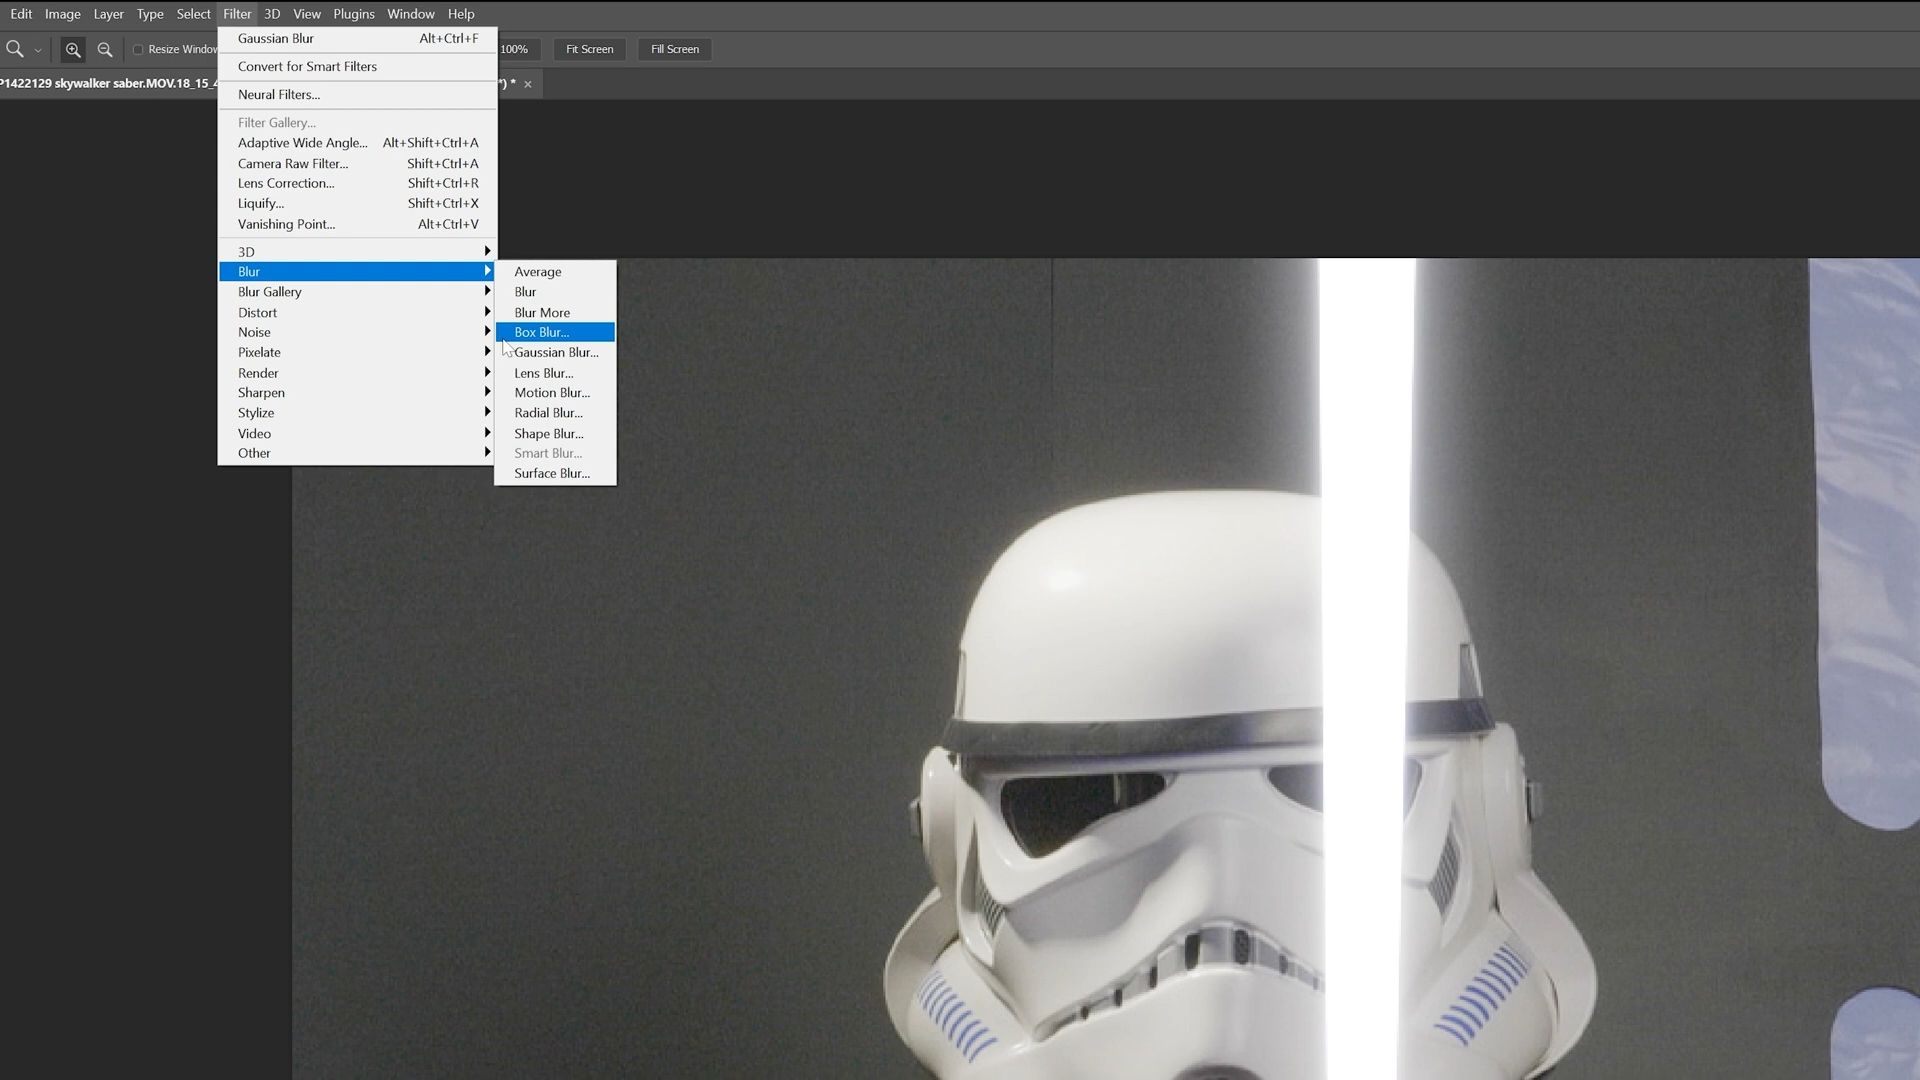 Edit Image Layer Type Select Filter 3D View Plugins Window Help
Resize Window 100% Fit Screen Fill Screen
P1422129 skywalker saber.MOV.18_15_4 *) * ×
Gaussian Blur Alt+Ctrl+F
Convert for Smart Filters
Neural Filters...
Filter Gallery...
Adaptive Wide Angle... Alt+Shift+Ctrl+A
Camera Raw Filter... Shift+Ctrl+A
Lens Correction... Shift+Ctrl+R
Liquify... Shift+Ctrl+X
Vanishing Point... Alt+Ctrl+V
3D
Blur
Blur Gallery
Distort
Noise
Pixelate
Render
Sharpen
Stylize
Video
Other
Average
Blur
Blur More
Box Blur...
Gaussian Blur...
Lens Blur...
Motion Blur...
Radial Blur...
Shape Blur...
Smart Blur...
Surface Blur...